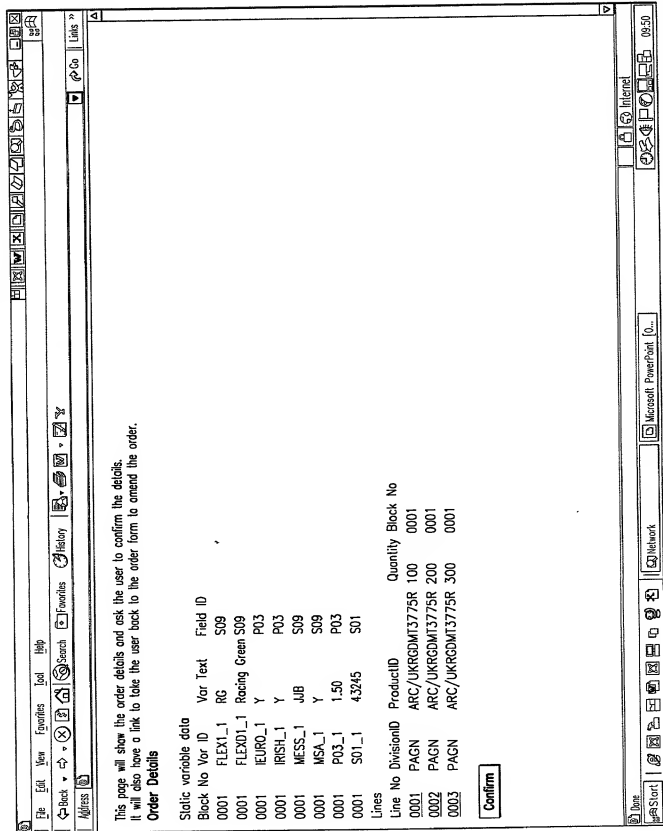 File Edit View Favorites Tool Help
Back Search Favorites History
Address Go Links »
This page will show the order details and ask the user to confirm the details.
It will also have a link to take the user back to the order form to amend the order.
Order Details
Static variable data
Block No Var ID Var Text Field ID
0001 FLEX1_1 RG S09
0001 FLEXD1_1 Racing Green S09
0001 IEURO_1 Y P03
0001 IRISH_1 Y P03
0001 MESS_1 JJB S09
0001 MSA_1 Y S09
0001 P03_1 1.50 P03
0001 S01_1 43245 S01
Lines
Line No DivisionID ProductID Quantity Block No
0001 PAGN ARC/UKRGDMT3775R 100 0001
0002 PAGN ARC/UKRGDMT3775R 200 0001
0003 PAGN ARC/UKRGDMT3775R 300 0001
Confirm
Done Internet
Start Network Microsoft PowerPoint [0... 09:50